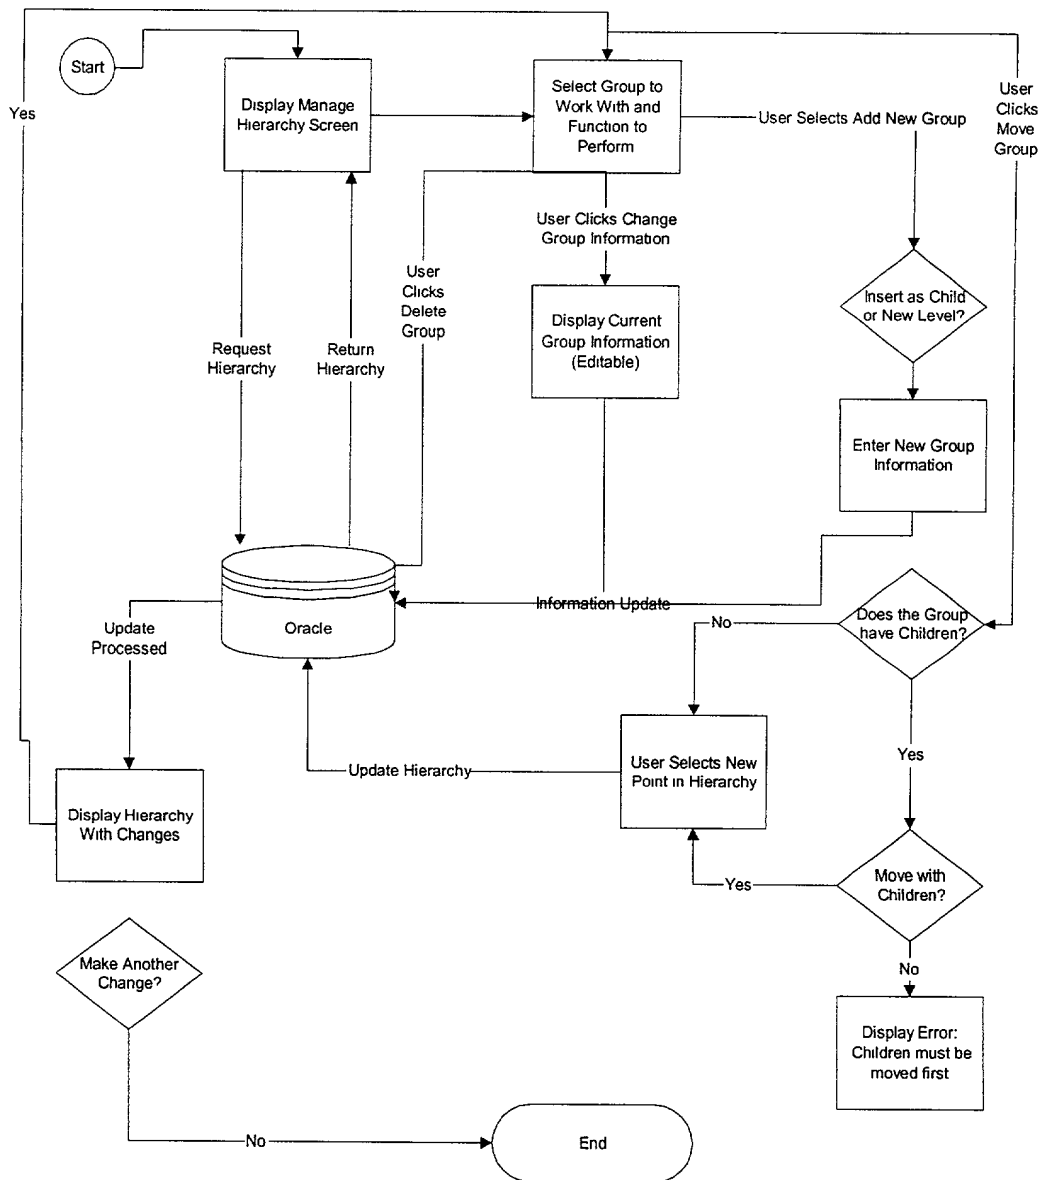 Start
Yes
Display Manage
Hierarchy Screen
Select Group to
Work With and
Function to
Perform
User Selects Add New Group
User
Clicks
Move
Group
User Clicks Change
Group Information
User
Clicks
Delete
Group
Insert as Child
or New Level?
Display Current
Group Information
(Editable)
Request
Hierarchy
Return
Hierarchy
Enter New Group
Information
Information Update
Oracle
Update
Processed
No
Does the Group
have Children?
Yes
Update Hierarchy
User Selects New
Point in Hierarchy
Display Hierarchy
With Changes
Yes
Move with
Children?
Make Another
Change?
No
Display Error:
Children must be
moved first
No
End